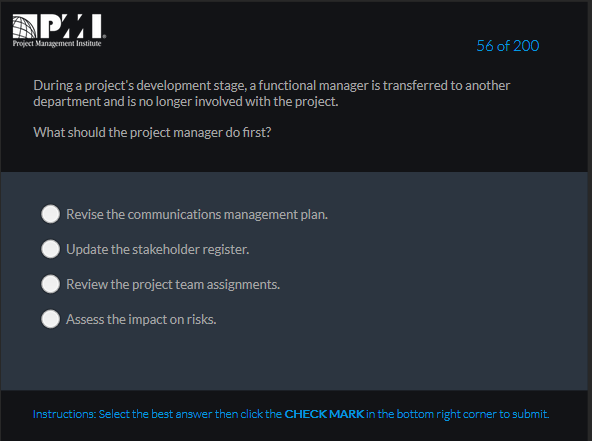 PMI®
Project Management Institute
56 of 200
During a project's development stage, a functional manager is transferred to another
department and is no longer involved with the project.
What should the project manager do first?
Revise the communications management plan.
Update the stakeholder register.
Review the project team assignments.
Assess the impact on risks.
Instructions: Select the best answer then click the CHECK MARK in the bottom right corner to submit.